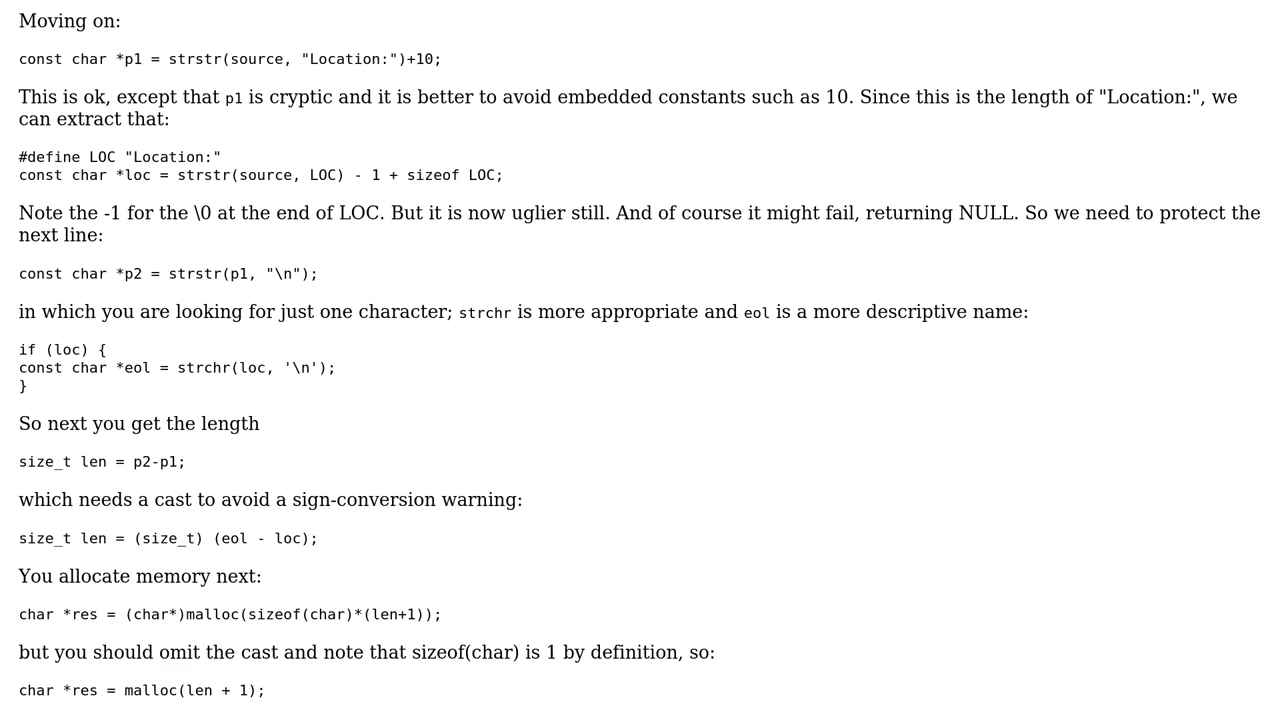 Moving on:
const char *p1 = strstr(source, "Location:")+10;
This is ok, except that p1 is cryptic and it is better to avoid embedded constants such as 10. Since this is the length of "Location:", we
can extract that:
#define LOC "Location:"
const char *loc = strstr(source, LOC) - 1 + sizeof LOC;
Note the -1 for the \0 at the end of LOC. But it is now uglier still. And of course it might fail, returning NULL. So we need to protect the
next line:
const char *p2 = strstr(p1, "\n");
in which you are looking for just one character; strchr is more appropriate and eol is a more descriptive name:
if (loc) {
const char *eol = strchr(loc, '\n');
}
So next you get the length
size_t len = p2-p1;
which needs a cast to avoid a sign-conversion warning:
size_t len = (size_t) (eol - loc);
You allocate memory next:
char *res = (char*)malloc(sizeof(char)*(len+1));
but you should omit the cast and note that sizeof(char) is 1 by definition, so:
char *res = malloc(len + 1);